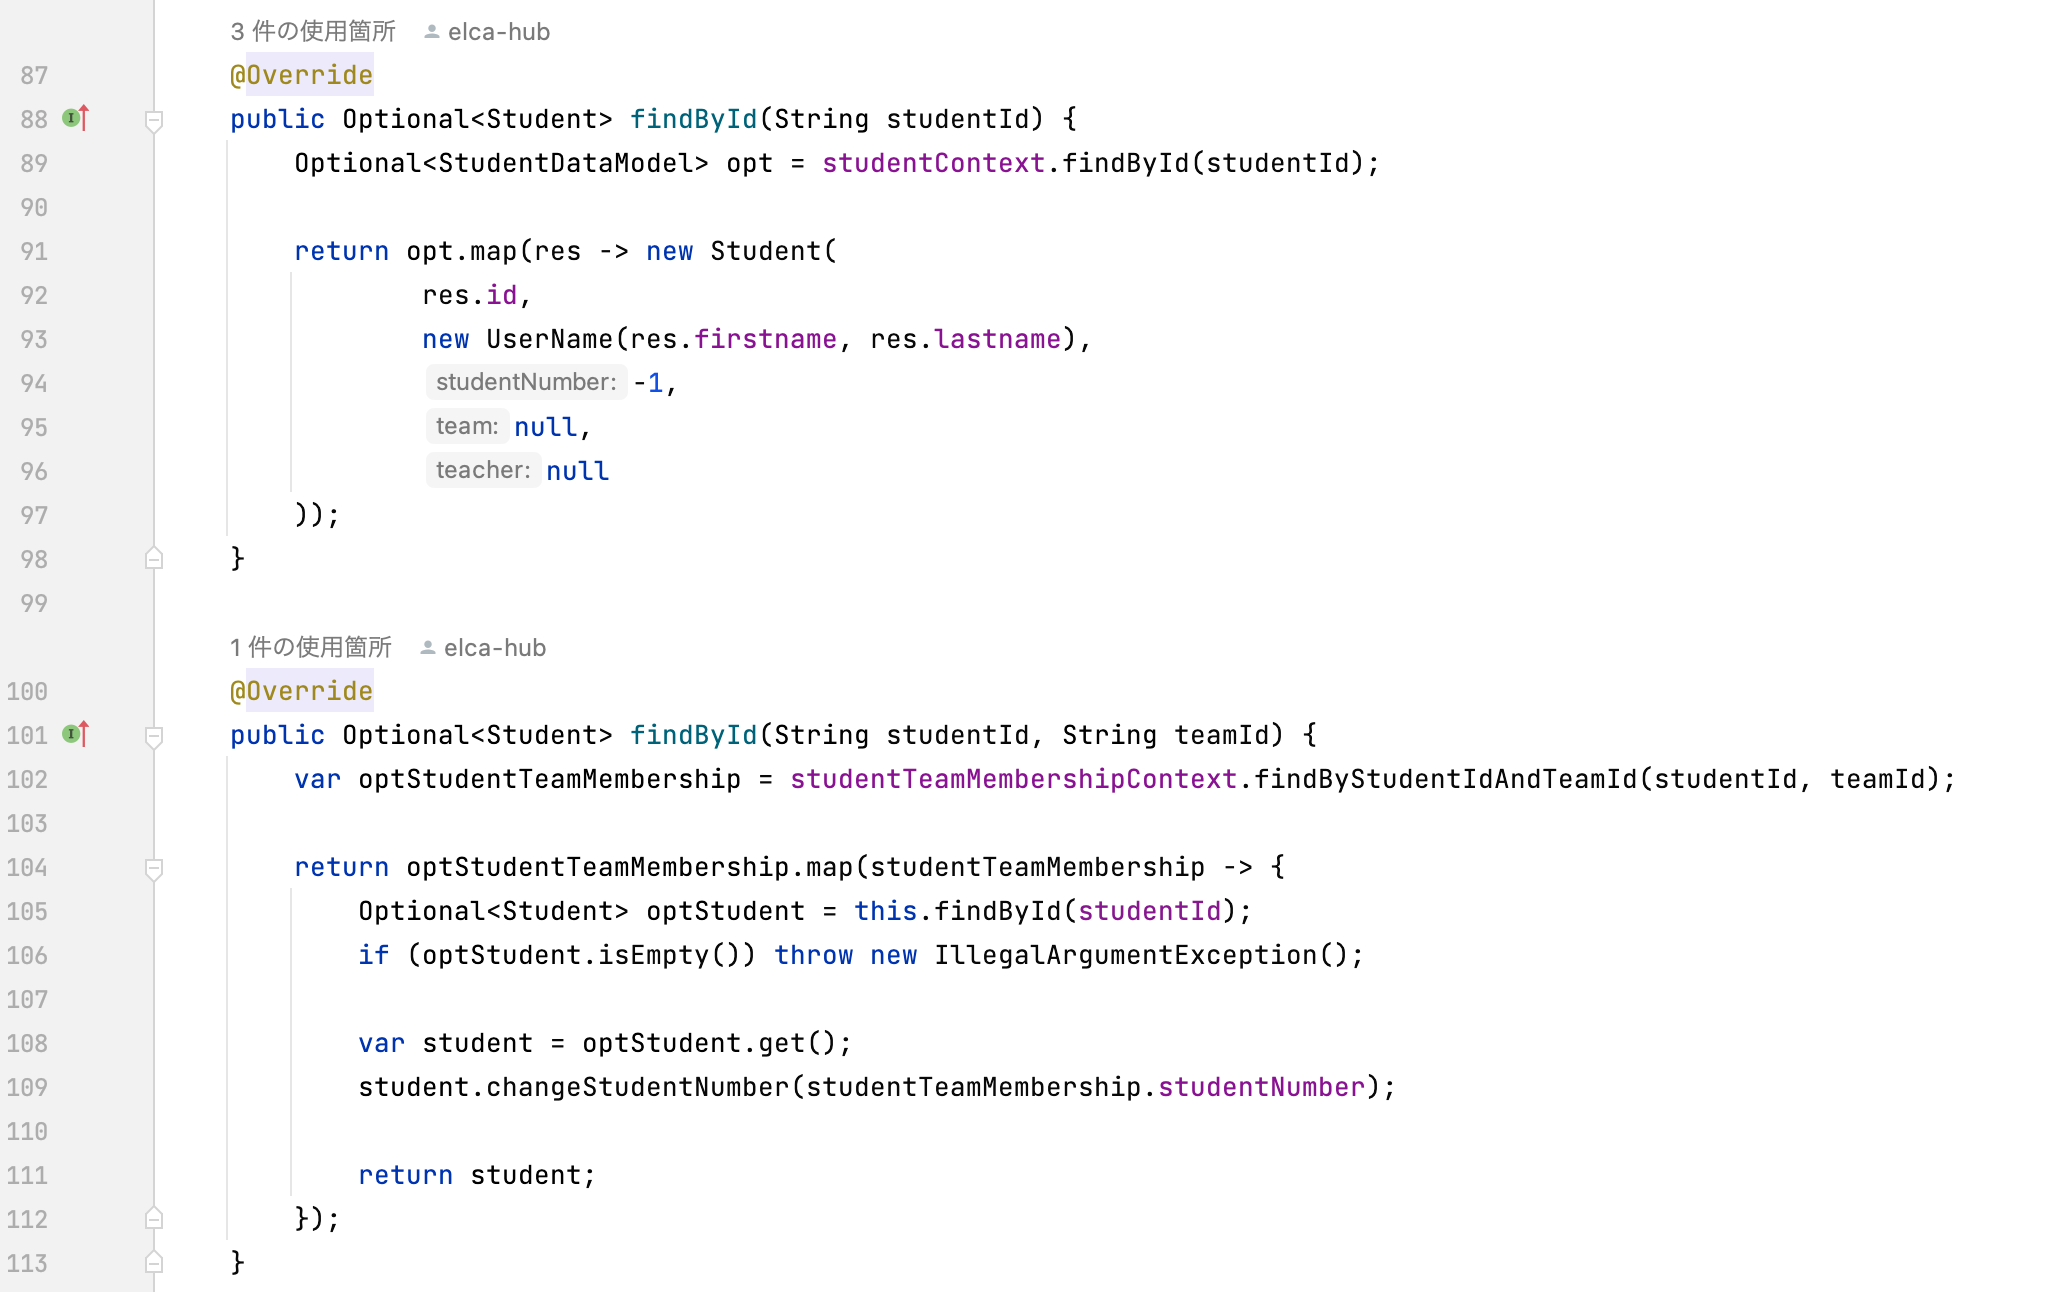 3 件の使用箇所 elca-hub
87 @Override
88 public Optional<Student> findById(String studentId) {
89 Optional<StudentDataModel> opt = studentContext.findById(studentId);
90
91 return opt.map(res -> new Student(
92 res.id,
93 new UserName(res.firstname, res.lastname),
94 studentNumber: -1,
95 team: null,
96 teacher: null
97 ));
98 }
99
1 件の使用箇所 elca-hub
100 @Override
101 public Optional<Student> findById(String studentId, String teamId) {
102 var optStudentTeamMembership = studentTeamMembershipContext.findByStudentIdAndTeamId(studentId, teamId);
103
104 return optStudentTeamMembership.map(studentTeamMembership -> {
105 Optional<Student> optStudent = this.findById(studentId);
106 if (optStudent.isEmpty()) throw new IllegalArgumentException();
107
108 var student = optStudent.get();
109 student.changeStudentNumber(studentTeamMembership.studentNumber);
110
111 return student;
112 });
113 }